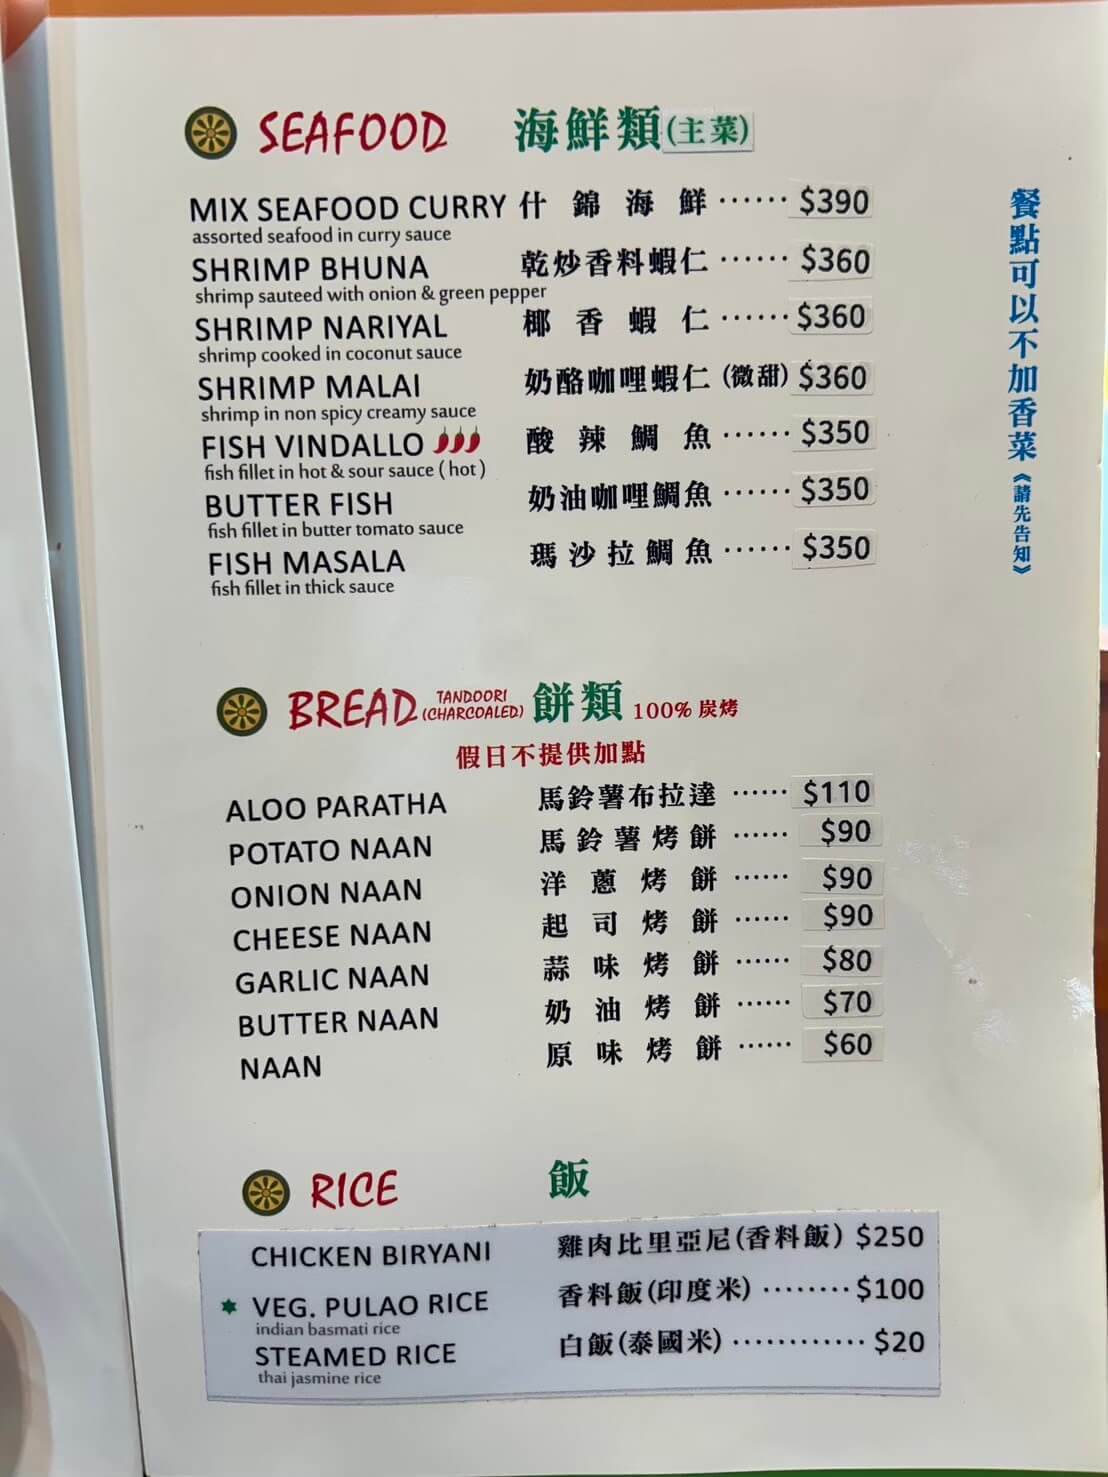 SEAFOOD 海鮮類(主菜)
MIX SEAFOOD CURRY 什錦海鮮 ······ $390
assorted seafood in curry sauce
SHRIMP BHUNA 乾炒香料蝦仁 ······ $360
shrimp sauteed with onion & green pepper
SHRIMP NARIYAL 椰香蝦仁 ······ $360
shrimp cooked in coconut sauce
SHRIMP MALAI 奶酪咖哩蝦仁 (微甜) $360
shrimp in non spicy creamy sauce
FISH VINDALLO 酸辣鯛魚 ······ $350
fish fillet in hot & sour sauce ( hot )
BUTTER FISH 奶油咖哩鯛魚 ······ $350
fish fillet in butter tomato sauce
FISH MASALA 瑪沙拉鯛魚 ······ $350
fish fillet in thick sauce
餐點可以不加香菜《請先告知》
BREAD TANDOORI (CHARCOALED) 餅類 100% 炭烤
假日不提供加點
ALOO PARATHA 馬鈴薯布拉達 ······ $110
POTATO NAAN 馬鈴薯烤餅 ······ $90
ONION NAAN 洋蔥烤餅 ······ $90
CHEESE NAAN 起司烤餅 ······ $90
GARLIC NAAN 蒜味烤餅 ······ $80
BUTTER NAAN 奶油烤餅 ······ $70
NAAN 原味烤餅 ······ $60
RICE 飯
CHICKEN BIRYANI 雞肉比里亞尼(香料飯) $250
VEG. PULAO RICE 香料飯(印度米) ········ $100
indian basmati rice
STEAMED RICE 白飯(泰國米) ············ $20
thai jasmine rice